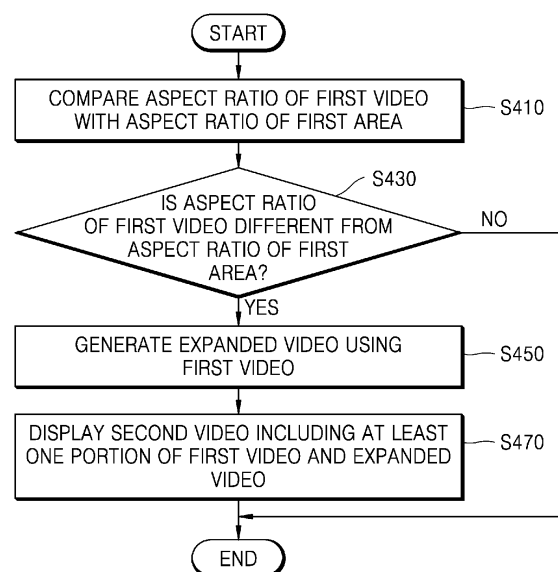 START
COMPARE ASPECT RATIO OF FIRST VIDEO
WITH ASPECT RATIO OF FIRST AREA
S410
S430
IS ASPECT RATIO
OF FIRST VIDEO DIFFERENT FROM
ASPECT RATIO OF FIRST
AREA?
NO
YES
GENERATE EXPANDED VIDEO USING
FIRST VIDEO
S450
DISPLAY SECOND VIDEO INCLUDING AT LEAST
ONE PORTION OF FIRST VIDEO AND EXPANDED
VIDEO
S470
END